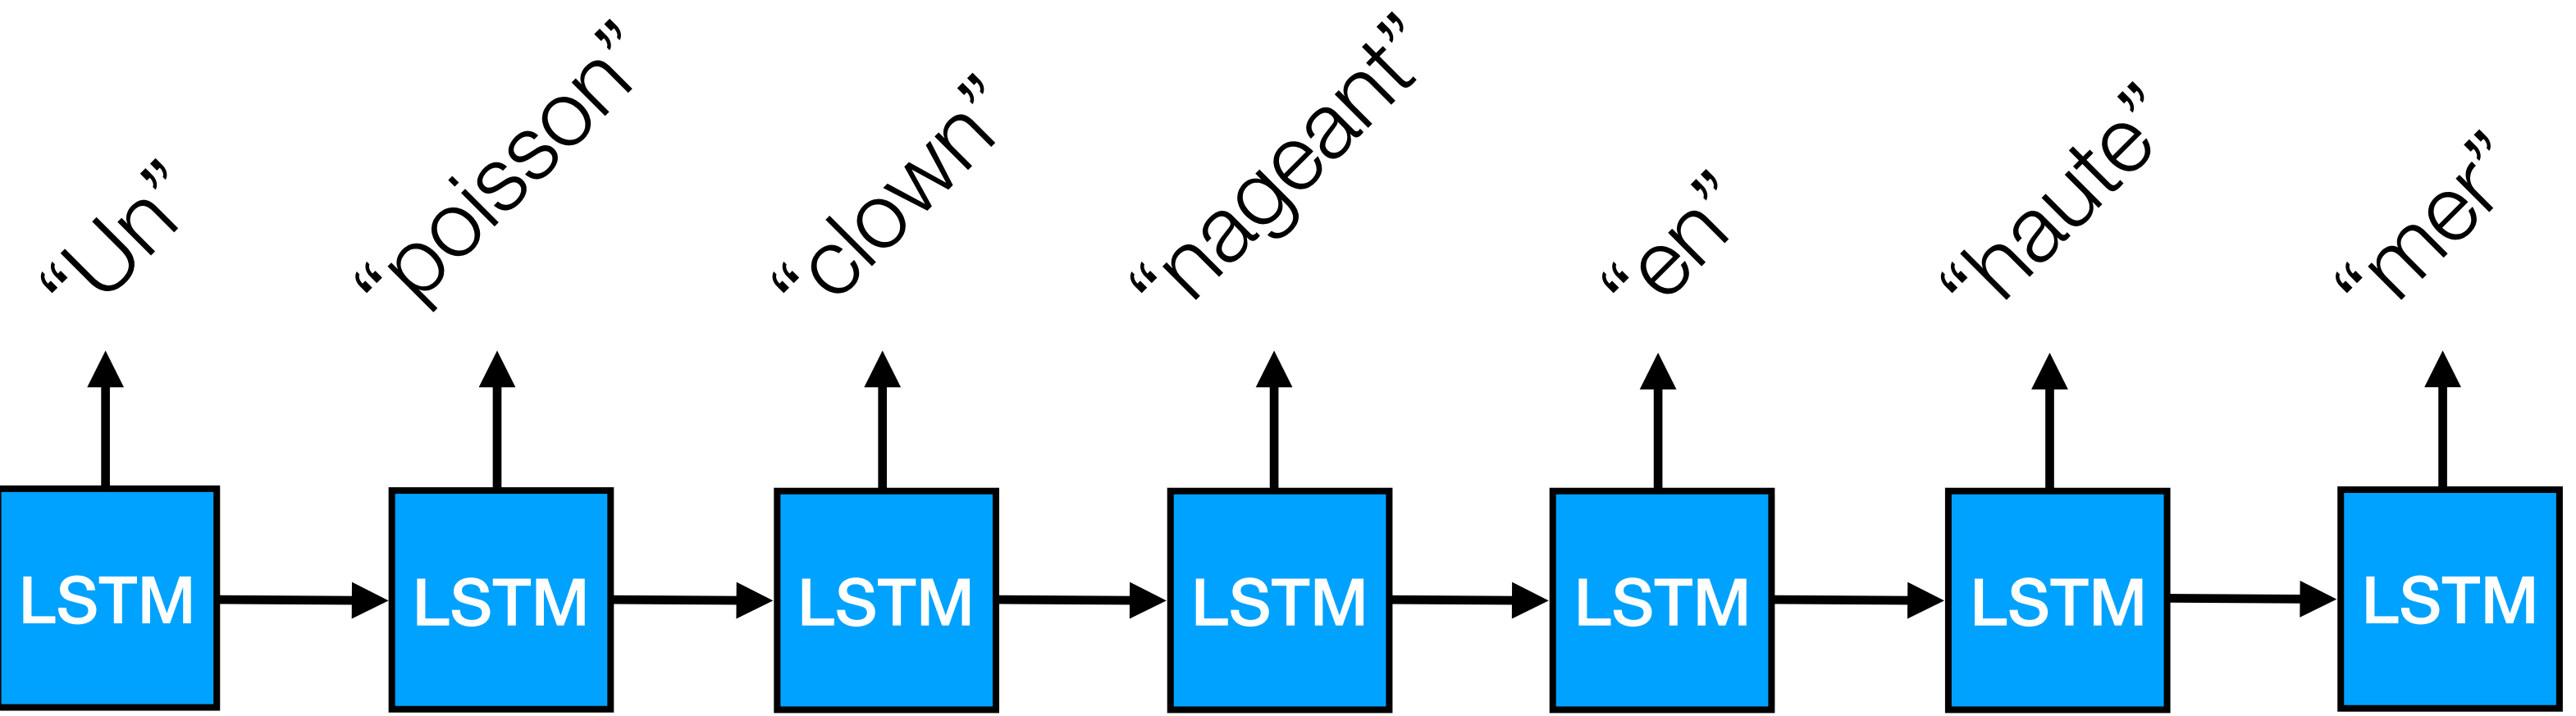 “Un” “poisson” “clown” “nageant” “en” “haute” “mer”
LSTM LSTM LSTM LSTM LSTM LSTM LSTM